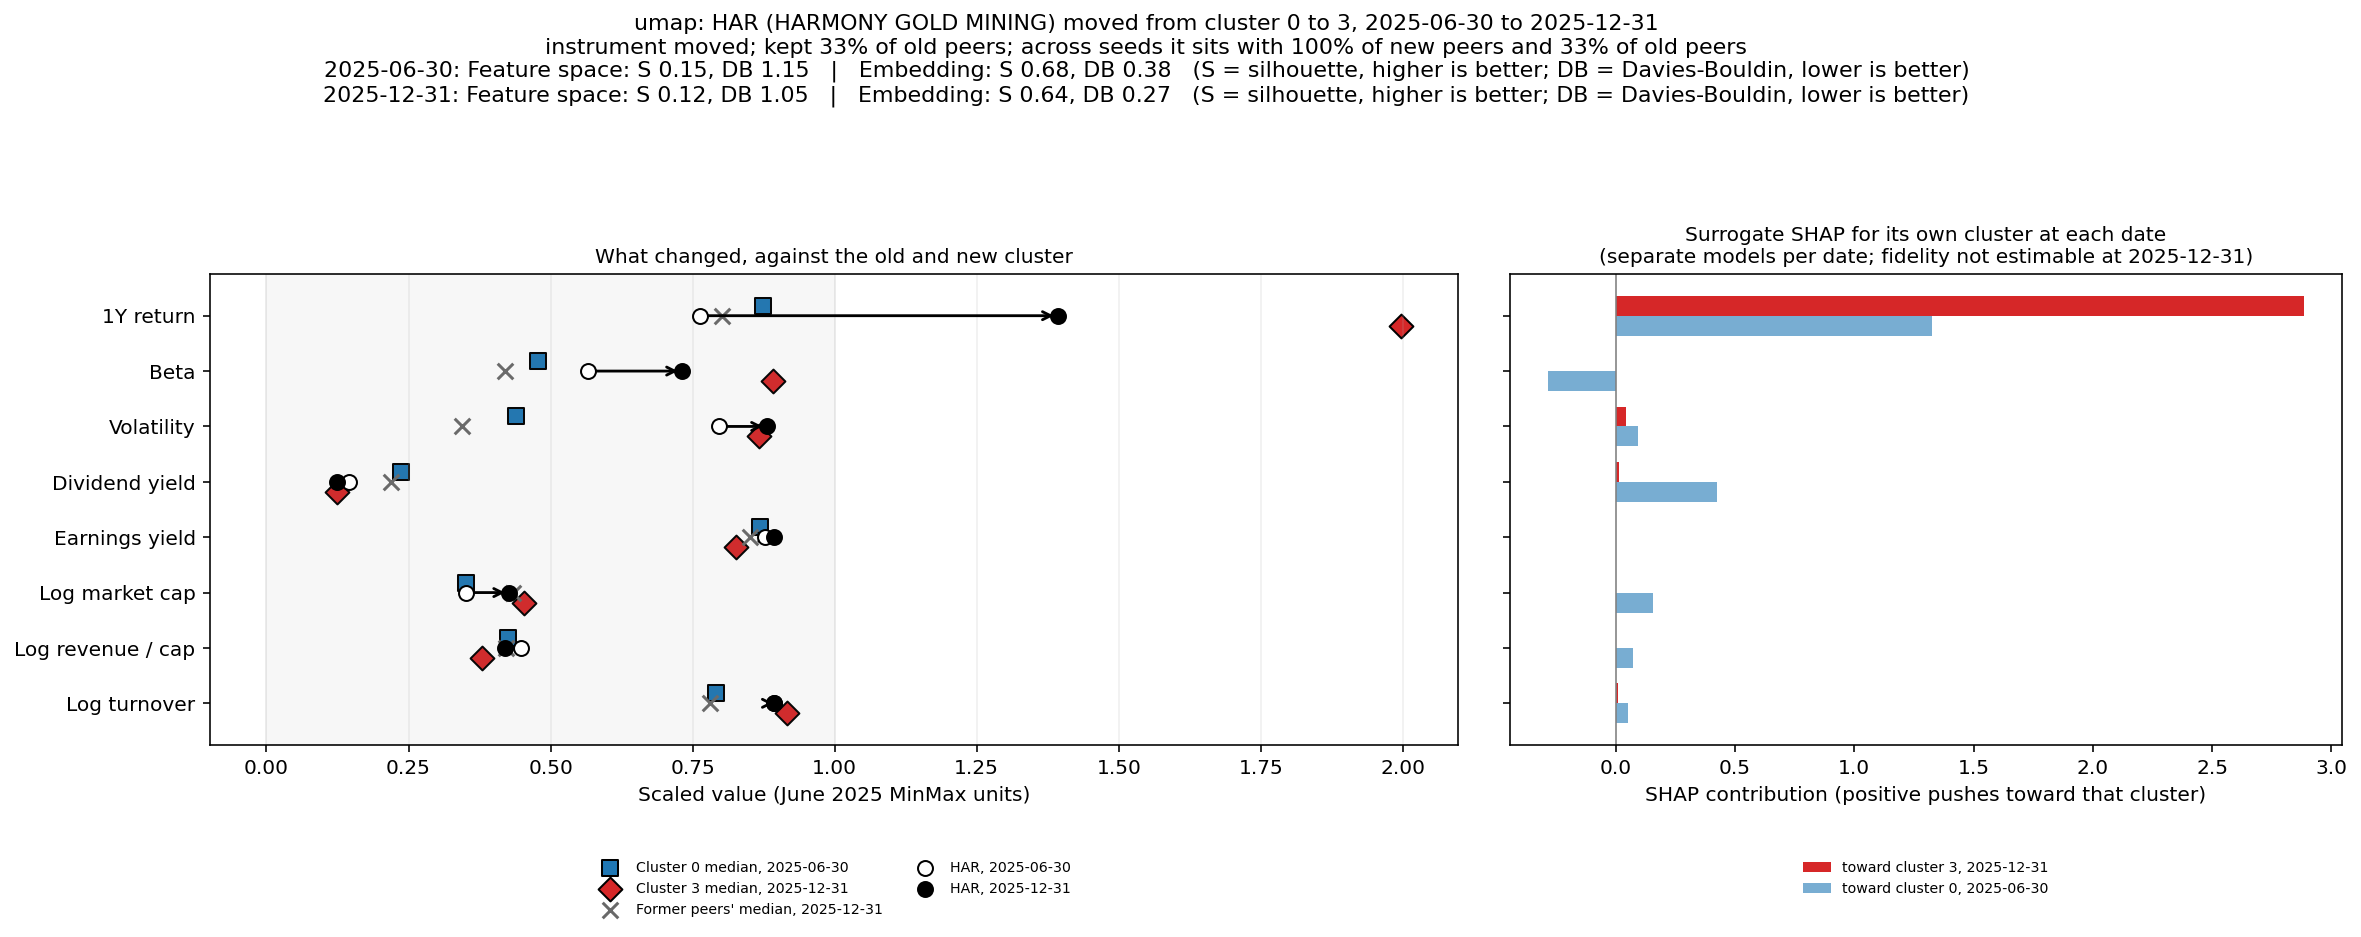 umap: HAR (HARMONY GOLD MINING) moved from cluster 0 to 3, 2025-06-30 to 2025-12-31
instrument moved; kept 33% of old peers; across seeds it sits with 100% of new peers and 33% of old peers
2025-06-30: Feature space: S 0.15, DB 1.15 | Embedding: S 0.68, DB 0.38 (S = silhouette, higher is better; DB = Davies-Bouldin, lower is better)
2025-12-31: Feature space: S 0.12, DB 1.05 | Embedding: S 0.64, DB 0.27 (S = silhouette, higher is better; DB = Davies-Bouldin, lower is better)
What changed, against the old and new cluster
1Y return
Beta
Volatility
Dividend yield
Earnings yield
Log market cap
Log revenue / cap
Log turnover
0.00 0.25 0.50 0.75 1.00 1.25 1.50 1.75 2.00
Scaled value (June 2025 MinMax units)
Cluster 0 median, 2025-06-30
Cluster 3 median, 2025-12-31
Former peers' median, 2025-12-31
HAR, 2025-06-30
HAR, 2025-12-31
Surrogate SHAP for its own cluster at each date
(separate models per date; fidelity not estimable at 2025-12-31)
0.0 0.5 1.0 1.5 2.0 2.5 3.0
SHAP contribution (positive pushes toward that cluster)
toward cluster 3, 2025-12-31
toward cluster 0, 2025-06-30